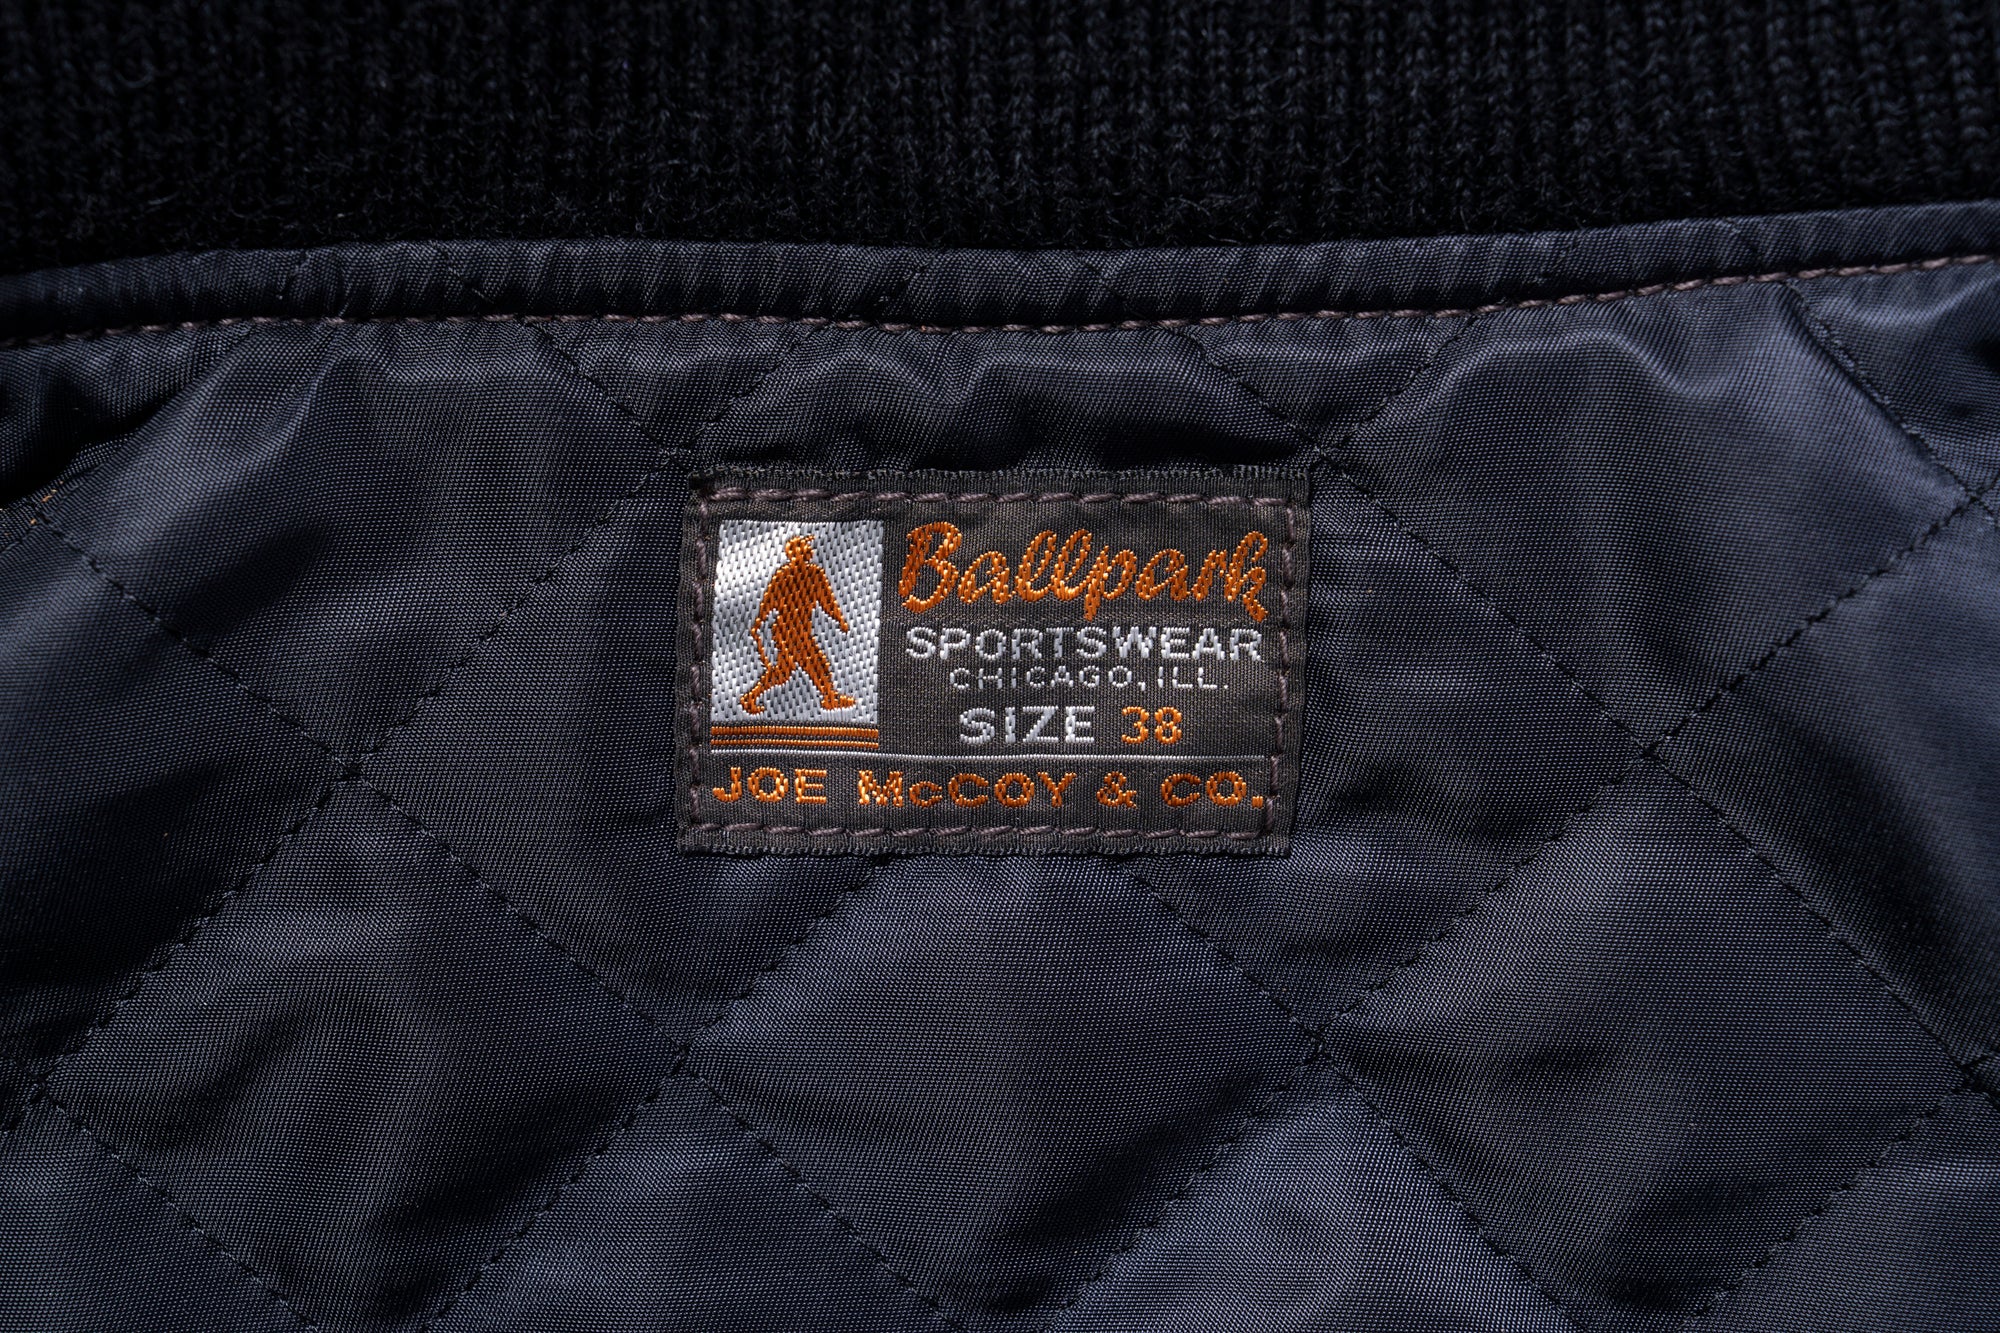 Ballpark
SPORTSWEAR
CHICAGO, ILL.
SIZE 38
JOE McCOY & CO.